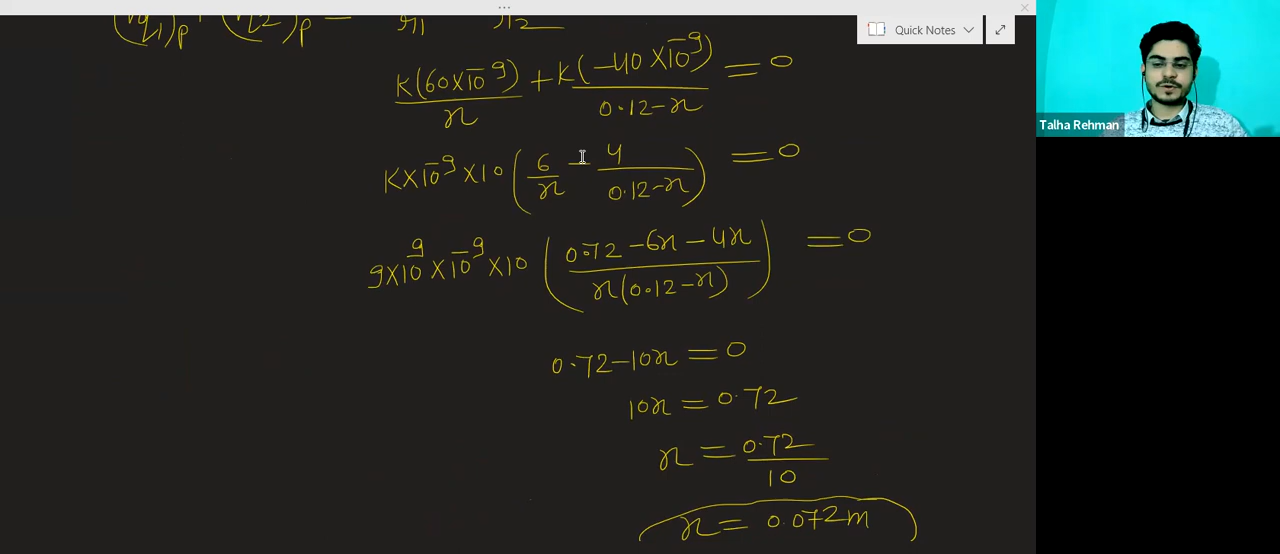 Quick Notes
K(60×10⁻⁹)/x + K(-40×10⁻⁹)/0.12-x = 0
Talha Rehman
K×10⁻⁹×10(6/x - 4/0.12-x) = 0
9×10⁹×10⁻⁹×10(0.72-6x-4x/x(0.12-x)) = 0
0.72-10x = 0
10x = 0.72
x = 0.72/10
x = 0.072m